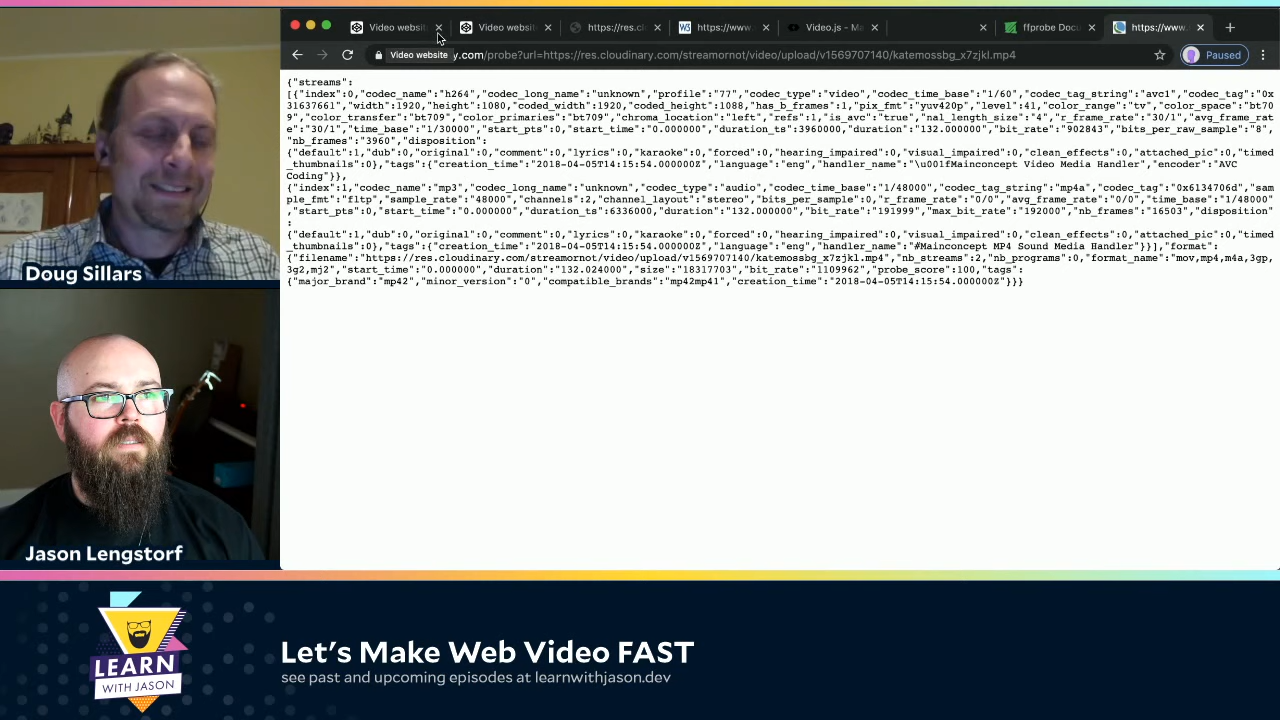 Video websit
Video websit
https://res.cl
https://www.
Video.js - Ma
ffprobe Docu
https://www.
Video website
y.com/probe?url=https://res.cloudinary.com/streamornot/video/upload/v1569707140/katemossbg_x7zjkl.mp4
Paused
{"streams":
[{"index":0,"codec_name":"h264","codec_long_name":"unknown","profile":"77","codec_type":"video","codec_time_base":"1/60","codec_tag_string":"avc1","codec_tag":"0x
31637661","width":1920,"height":1080,"coded_width":1920,"coded_height":1088,"has_b_frames":1,"pix_fmt":"yuv420p","level":41,"color_range":"tv","color_space":"bt70
9","color_transfer":"bt709","color_primaries":"bt709","chroma_location":"left","refs":1,"is_avc":"true","nal_length_size":"4","r_frame_rate":"30/1","avg_frame_rat
e":"30/1","time_base":"1/30000","start_pts":0,"start_time":"0.000000","duration_ts":3960000,"duration":"132.000000","bit_rate":"902843","bits_per_raw_sample":"8",
"nb_frames":"3960","disposition":
{"default":1,"dub":0,"original":0,"comment":0,"lyrics":0,"karaoke":0,"forced":0,"hearing_impaired":0,"visual_impaired":0,"clean_effects":0,"attached_pic":0,"timed
_thumbnails":0},"tags":{"creation_time":"2018-04-05T14:15:54.000000Z","language":"eng","handler_name":"\u001fMainconcept Video Media Handler","encoder":"AVC
Coding"}},
{"index":1,"codec_name":"mp3","codec_long_name":"unknown","codec_type":"audio","codec_time_base":"1/48000","codec_tag_string":"mp4a","codec_tag":"0x6134706d","sam
ple_fmt":"fltp","sample_rate":"48000","channels":2,"channel_layout":"stereo","bits_per_sample":0,"r_frame_rate":"0/0","avg_frame_rate":"0/0","time_base":"1/48000"
,"start_pts":0,"start_time":"0.000000","duration_ts":6336000,"duration":"132.000000","bit_rate":"191999","max_bit_rate":"192000","nb_frames":"16503","disposition"
:
{"default":1,"dub":0,"original":0,"comment":0,"lyrics":0,"karaoke":0,"forced":0,"hearing_impaired":0,"visual_impaired":0,"clean_effects":0,"attached_pic":0,"timed
_thumbnails":0},"tags":{"creation_time":"2018-04-05T14:15:54.000000Z","language":"eng","handler_name":"#Mainconcept MP4 Sound Media Handler"}}],"format":
{"filename":"https://res.cloudinary.com/streamornot/video/upload/v1569707140/katemossbg_x7zjkl.mp4","nb_streams":2,"nb_programs":0,"format_name":"mov,mp4,m4a,3gp,
3g2,mj2","start_time":"0.000000","duration":"132.024000","size":"18317703","bit_rate":"1109962","probe_score":100,"tags":
{"major_brand":"mp42","minor_version":"0","compatible_brands":"mp42mp41","creation_time":"2018-04-05T14:15:54.000000Z"}}}
Doug Sillars
Jason Lengstorf
LEARN
WITH JASON
Let's Make Web Video FAST
see past and upcoming episodes at learnwithjason.dev